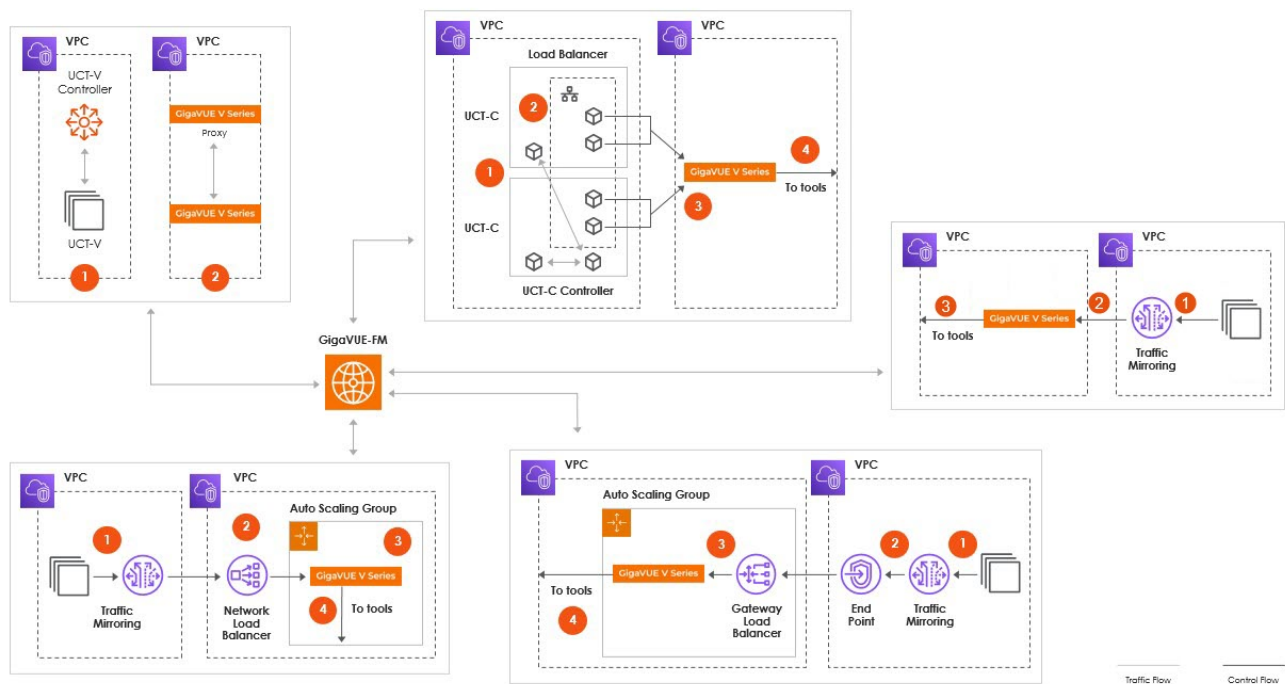 VPC
VPC
UCT-V
Controller
GigaVUE V Series
Proxy
GigaVUE V Series
UCT-V
1
2
VPC
VPC
Load Balancer
UCT-C
2
1
4
GigaVUE V Series
To tools
3
UCT-C
UCT-C Controller
VPC
VPC
3
GigaVUE V Series
2
1
To tools
Traffic
Mirroring
GigaVUE-FM
VPC
VPC
Auto Scaling Group
1
2
3
GigaVUE V Series
4
To tools
Traffic
Mirroring
Network
Load
Balancer
VPC
VPC
Auto Scaling Group
3
2
1
GigaVUE V Series
To tools
4
Gateway
Load
Balancer
End
Point
Traffic
Mirroring
Traffic Flow
Control Flow